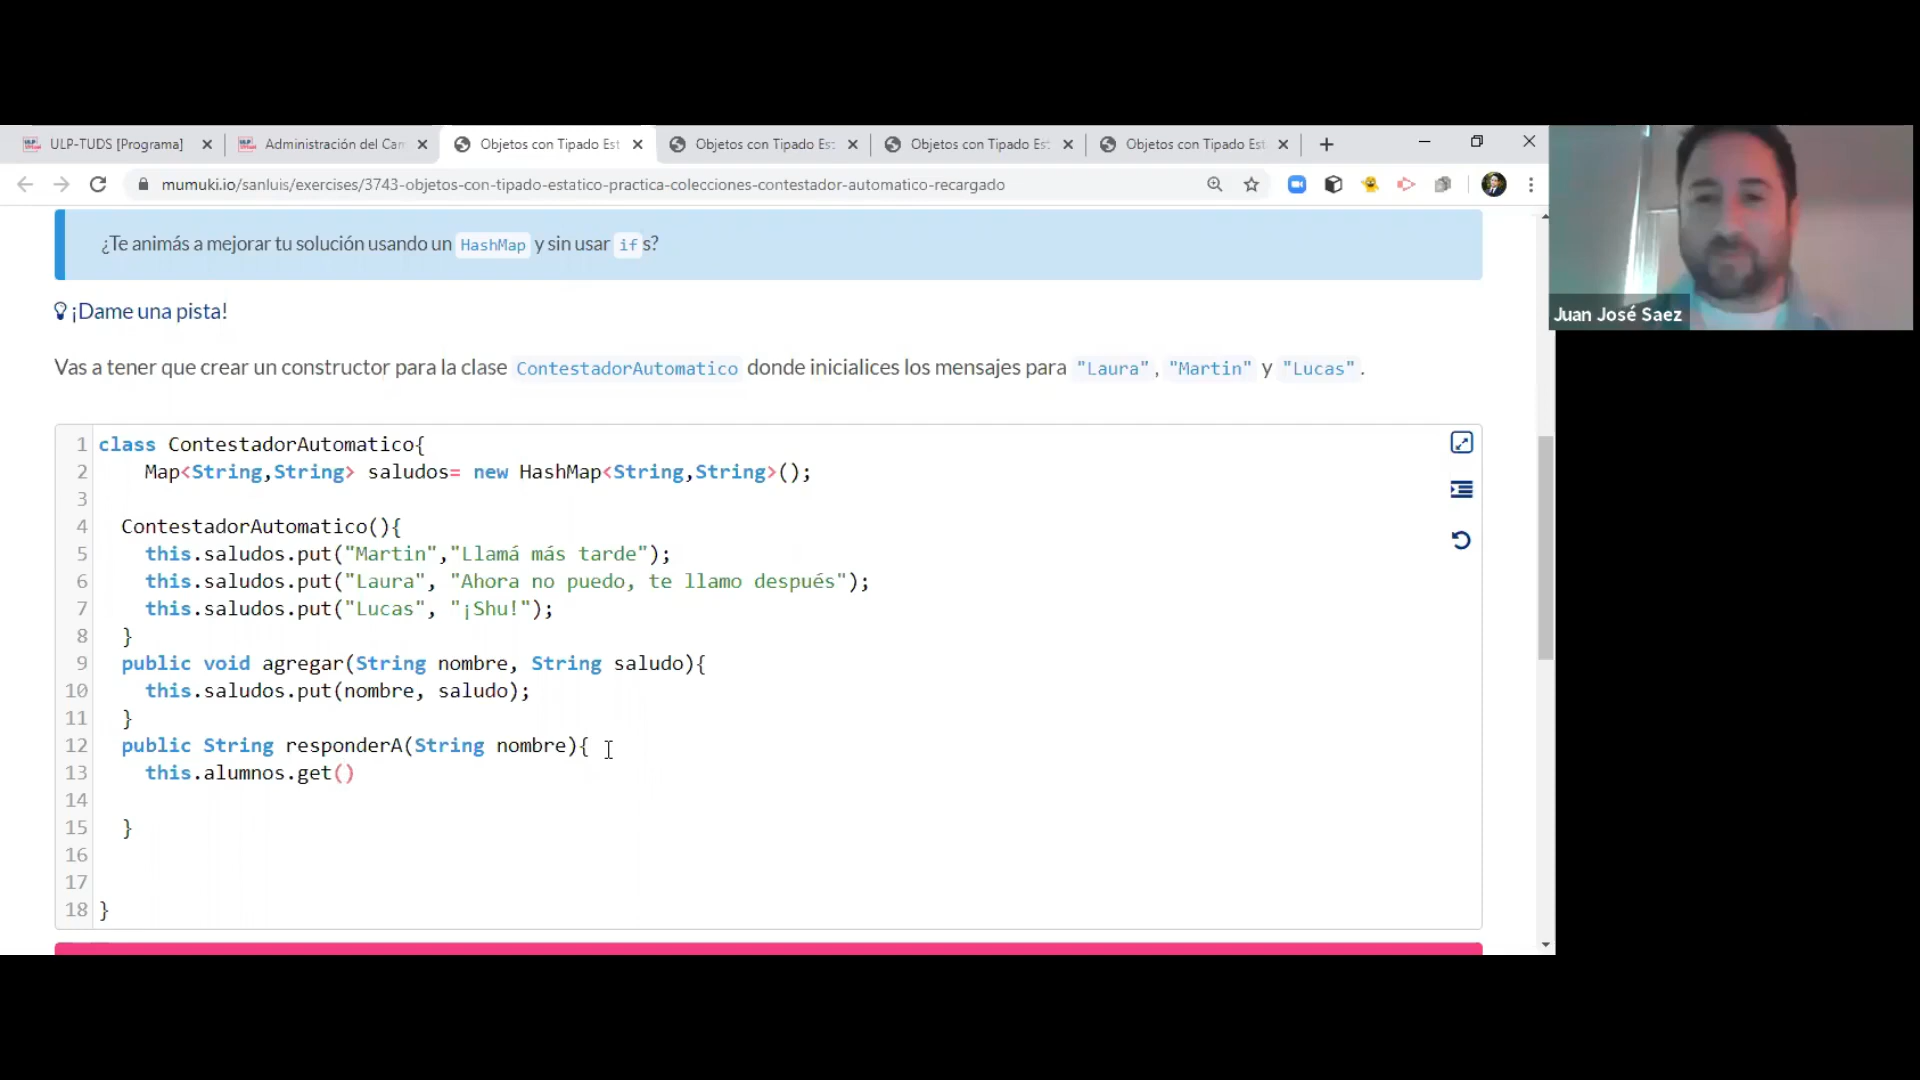 ULP-TUDS [Programa]
Administración del Cam
Objetos con Tipado Est
Objetos con Tipado Es
Objetos con Tipado Es
Objetos con Tipado Est
mumuki.io/sanluis/exercises/3743-objetos-con-tipado-estatico-practica-colecciones-contestador-automatico-recargado
¿Te animás a mejorar tu solución usando un HashMap y sin usar ifs?
¡Dame una pista!
Vas a tener que crear un constructor para la clase ContestadorAutomatico donde inicialices los mensajes para "Laura", "Martin" y "Lucas".
1 class ContestadorAutomatico{
2 Map<String,String> saludos= new HashMap<String,String>();
3
4 ContestadorAutomatico(){
5 this.saludos.put("Martin","Llamá más tarde");
6 this.saludos.put("Laura", "Ahora no puedo, te llamo después");
7 this.saludos.put("Lucas", "¡Shu!");
8 }
9 public void agregar(String nombre, String saludo){
10 this.saludos.put(nombre, saludo);
11 }
12 public String responderA(String nombre){
13 this.alumnos.get()
14
15 }
16
17
18 }
Juan José Saez